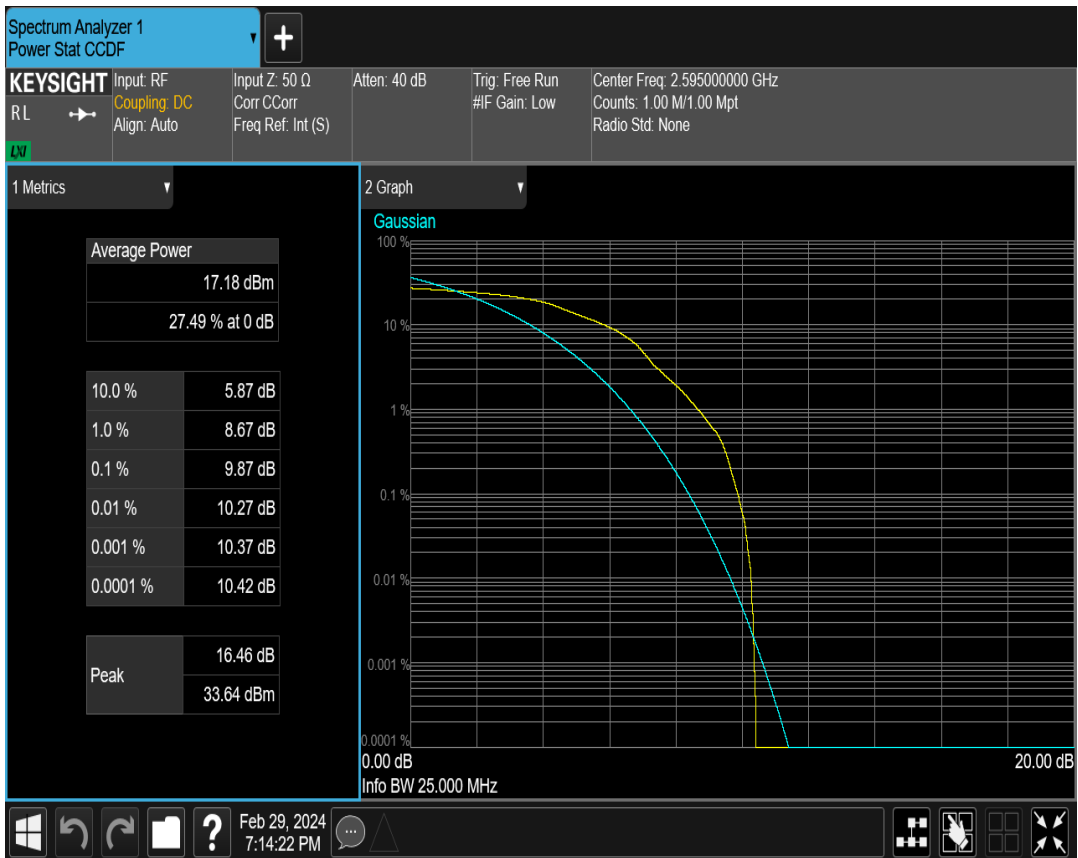 Spectrum Analyzer 1
Power Stat CCDF
+
KEYSIGHT
RL
LXI
Input: RF
Coupling: DC
Align: Auto
Input Z: 50 Ω
Corr CCorr
Freq Ref: Int (S)
Atten: 40 dB
Trig: Free Run
#IF Gain: Low
Center Freq: 2.595000000 GHz
Counts: 1.00 M/1.00 Mpt
Radio Std: None
1 Metrics
Average Power
17.18 dBm
27.49 % at 0 dB
10.0 % 5.87 dB
1.0 % 8.67 dB
0.1 % 9.87 dB
0.01 % 10.27 dB
0.001 % 10.37 dB
0.0001 % 10.42 dB
Peak
16.46 dB
33.64 dBm
2 Graph
Gaussian
100 %
10 %
1 %
0.1 %
0.01 %
0.001 %
0.0001 %
0.00 dB 20.00 dB
Info BW 25.000 MHz
?
Feb 29, 2024
7:14:22 PM